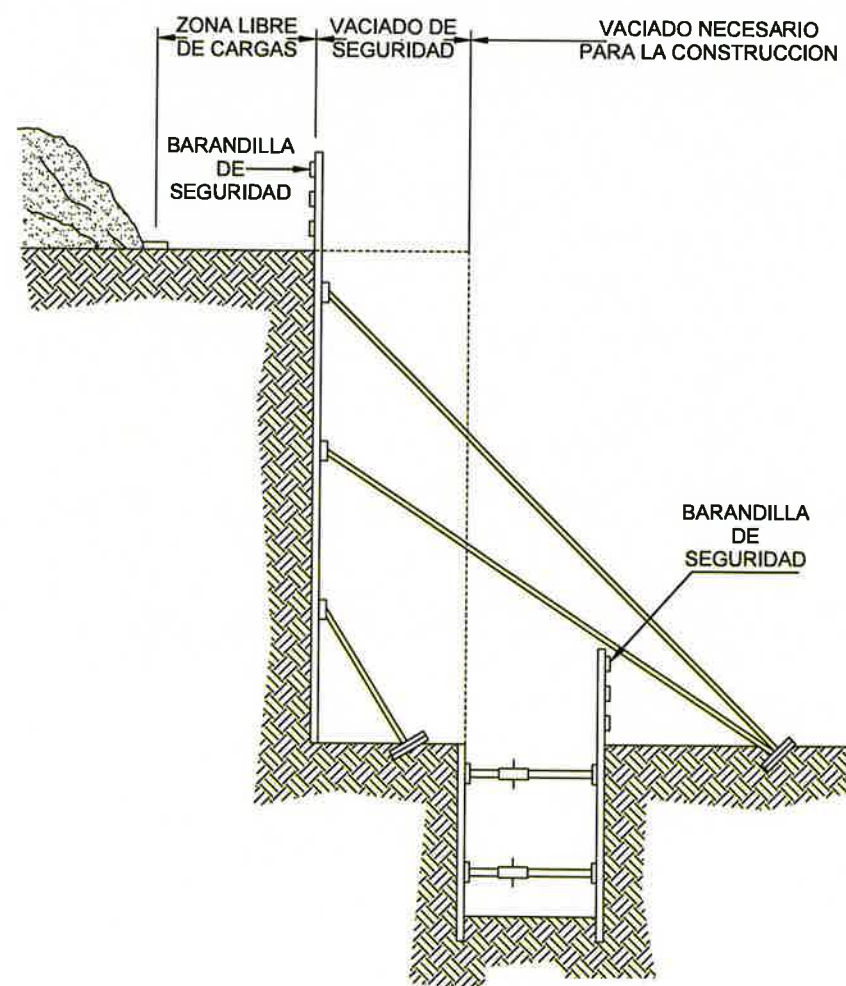 ZONA LIBRE
DE CARGAS
VACIADO DE
SEGURIDAD
VACIADO NECESARIO
PARA LA CONSTRUCCION
BARANDILLA
DE
SEGURIDAD
BARANDILLA
DE
SEGURIDAD